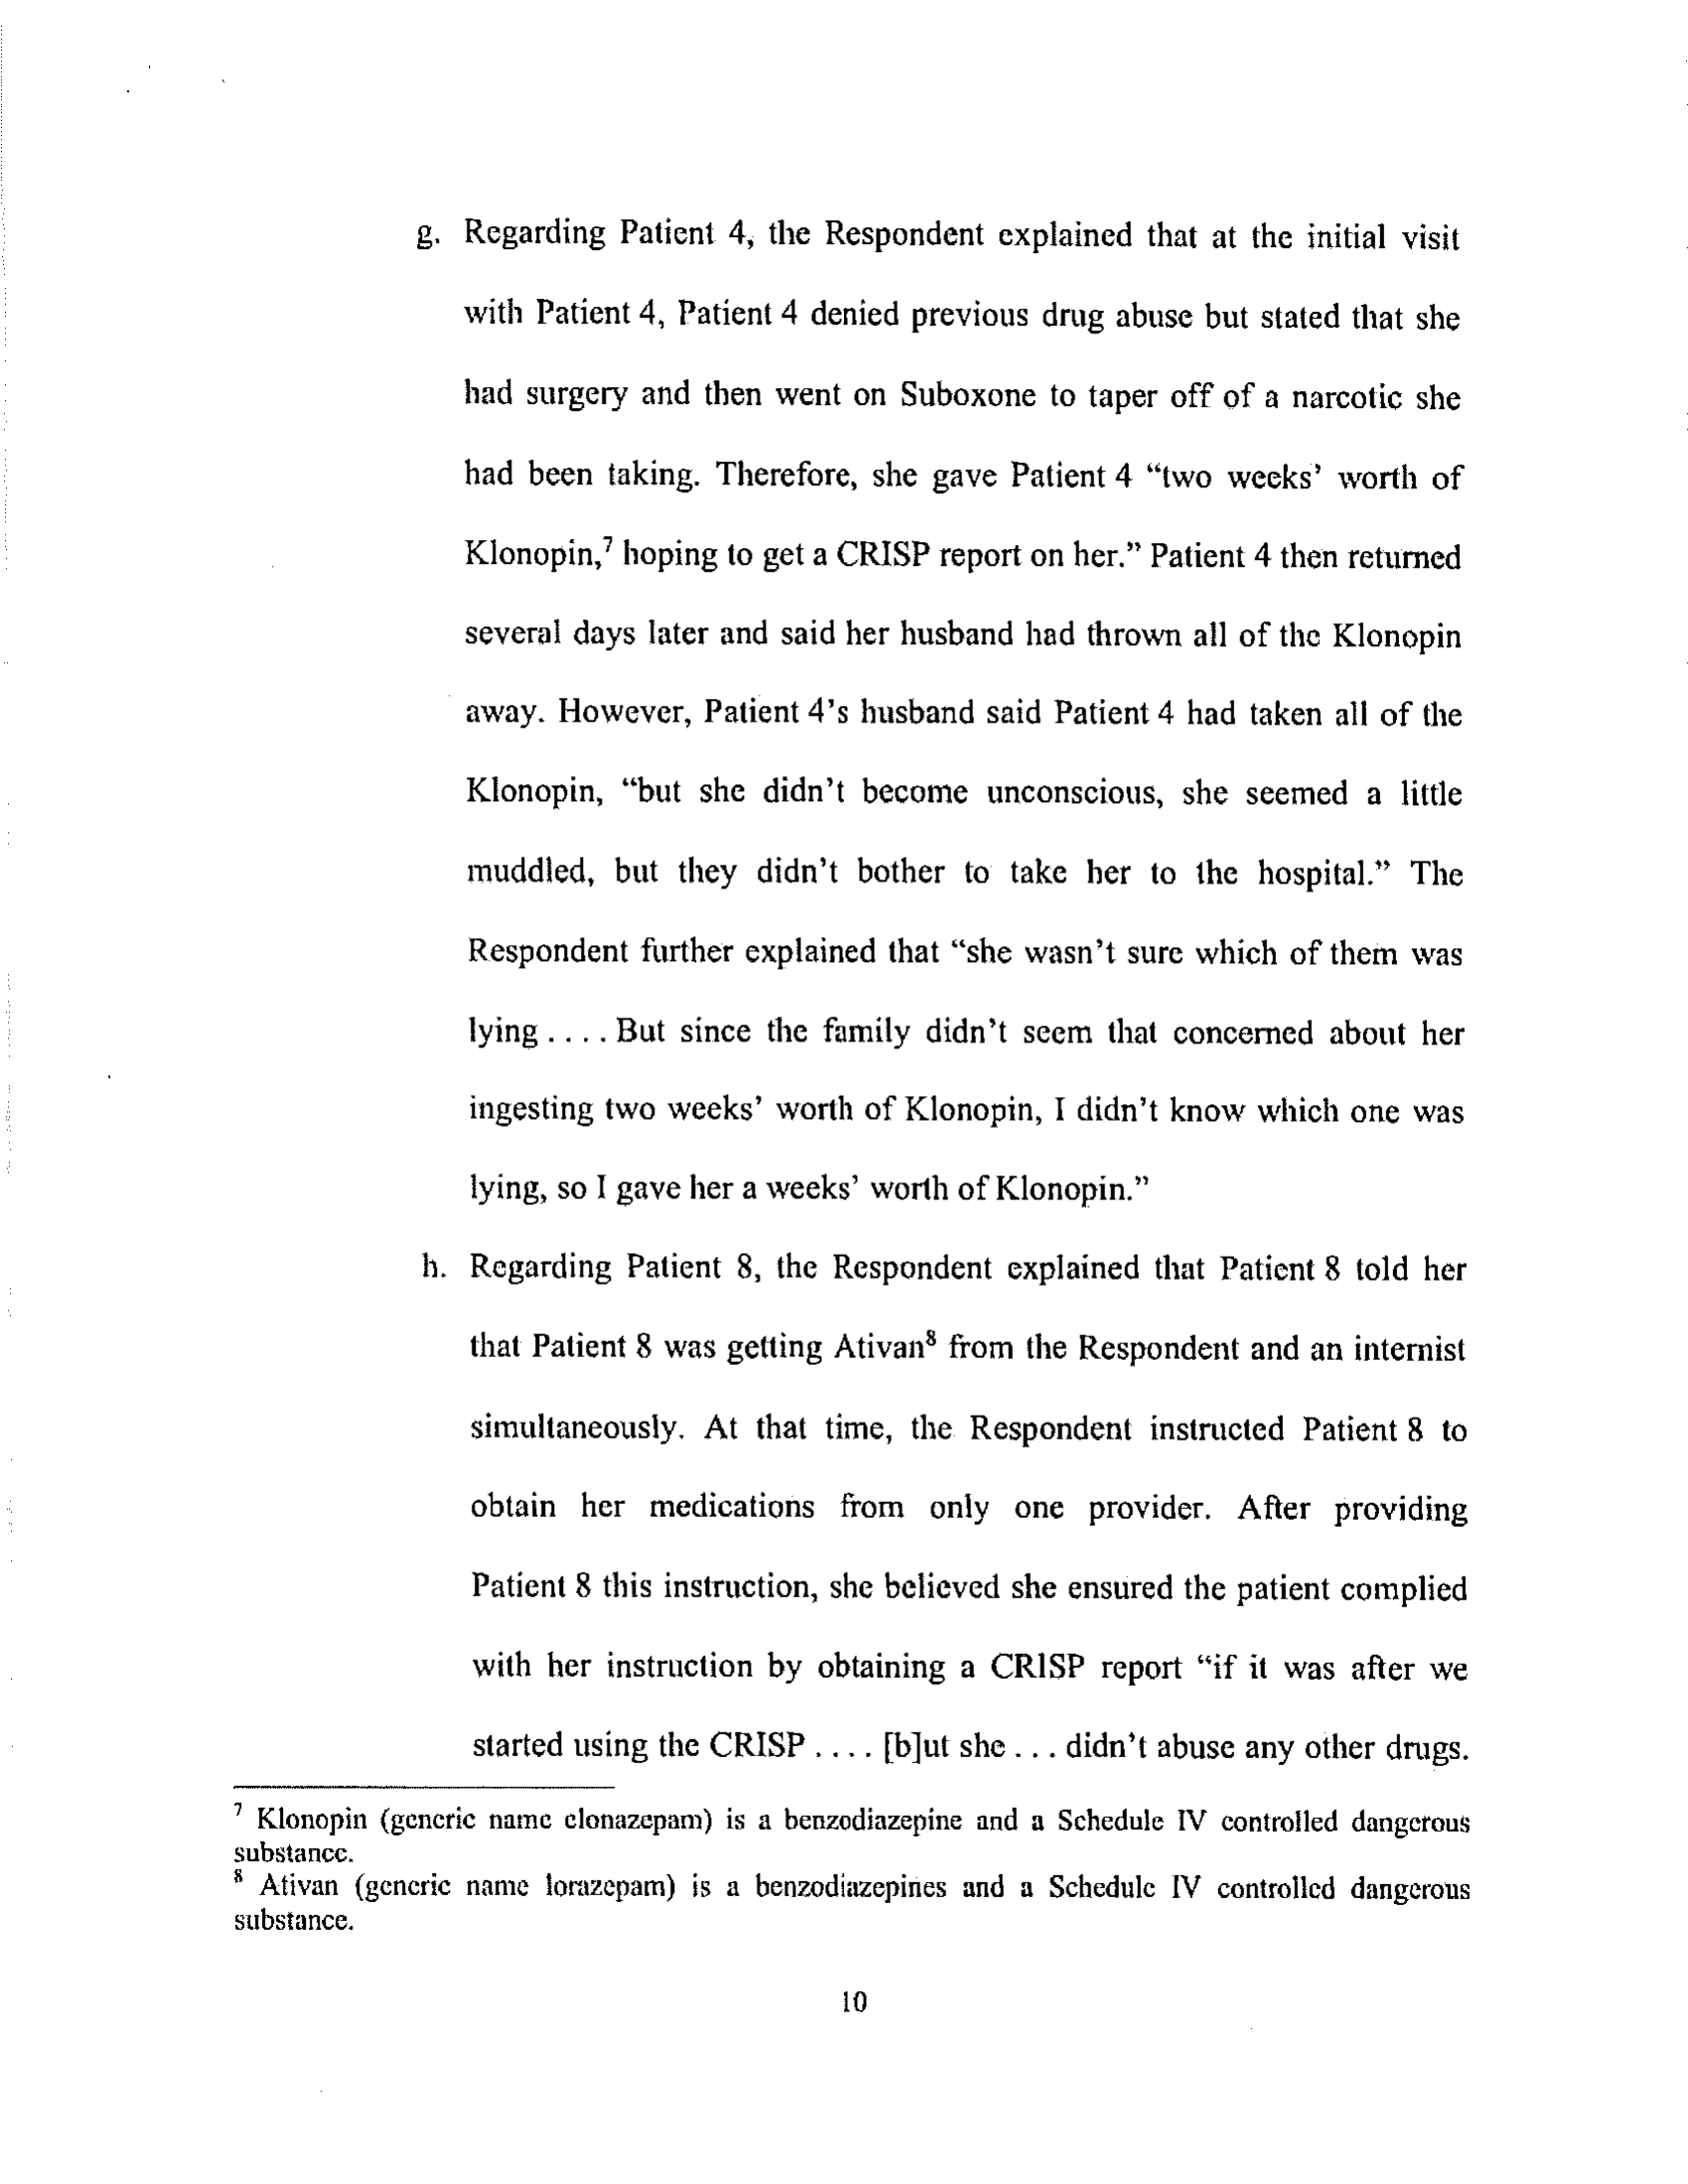 g. Regarding Patient 4, the Respondent explained that at the initial visit
with Patient 4, Patient 4 denied previous drug abuse but stated that she
had surgery and then went on Suboxone to taper off of a narcotic she
had been taking. Therefore, she gave Patient 4 “two weeks’ worth of
Klonopin,⁷ hoping to get a CRISP report on her.” Patient 4 then returned
several days later and said her husband had thrown all of the Klonopin
away. However, Patient 4’s husband said Patient 4 had taken all of the
Klonopin, “but she didn’t become unconscious, she seemed a little
muddled, but they didn’t bother to take her to the hospital.” The
Respondent further explained that “she wasn’t sure which of them was
lying . . . . But since the family didn’t seem that concerned about her
ingesting two weeks’ worth of Klonopin, I didn’t know which one was
lying, so I gave her a weeks’ worth of Klonopin.”
h. Regarding Patient 8, the Respondent explained that Patient 8 told her
that Patient 8 was getting Ativan⁸ from the Respondent and an internist
simultaneously. At that time, the Respondent instructed Patient 8 to
obtain her medications from only one provider. After providing
Patient 8 this instruction, she believed she ensured the patient complied
with her instruction by obtaining a CRISP report “if it was after we
started using the CRISP . . . . [b]ut she . . . didn’t abuse any other drugs.
⁷ Klonopin (generic name clonazepam) is a benzodiazepine and a Schedule IV controlled dangerous
substance.
⁸ Ativan (generic name lorazepam) is a benzodiazepines and a Schedule IV controlled dangerous
substance.
10